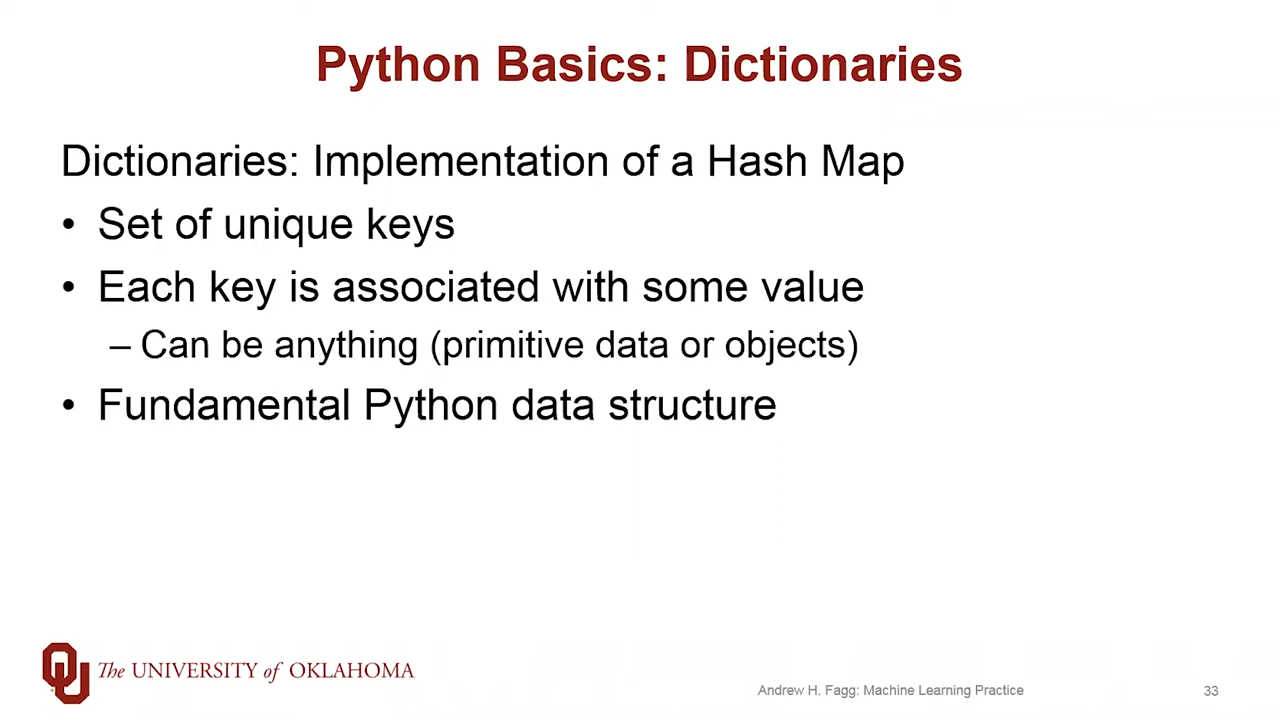 Python Basics: Dictionaries
Dictionaries: Implementation of a Hash Map
• Set of unique keys
• Each key is associated with some value
– Can be anything (primitive data or objects)
• Fundamental Python data structure
OU The UNIVERSITY of OKLAHOMA
Andrew H. Fagg: Machine Learning Practice
33